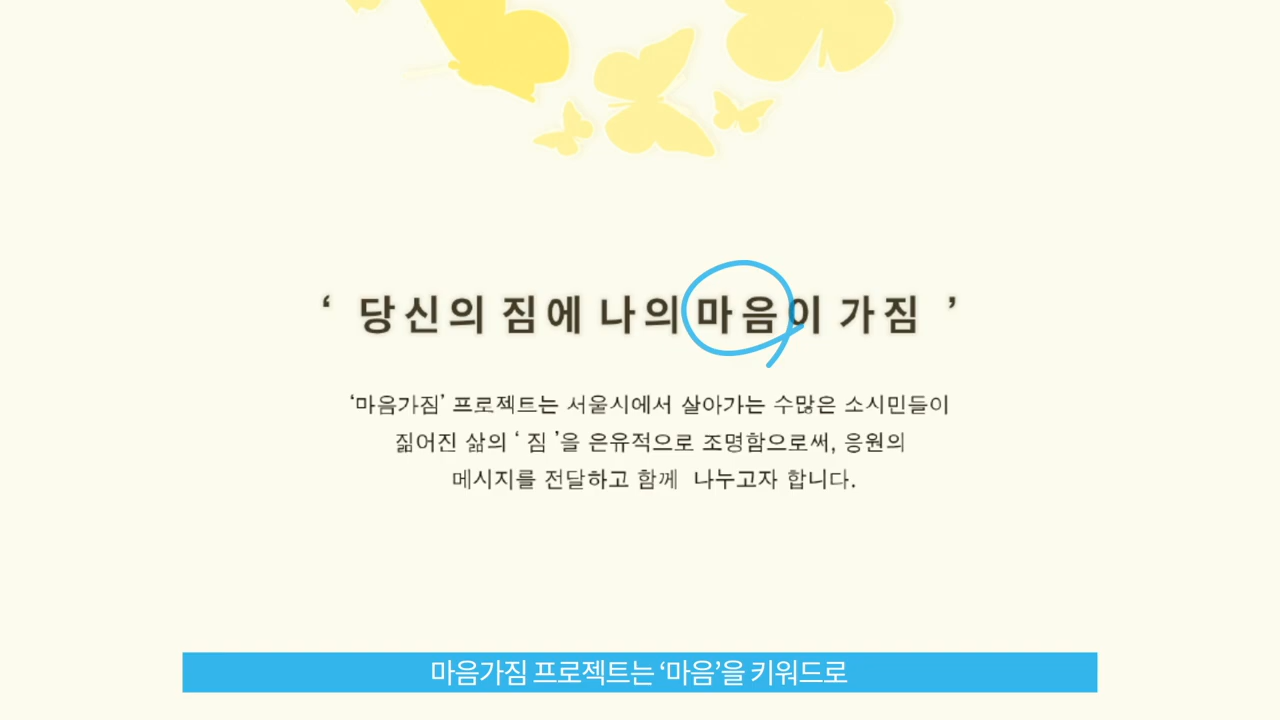 ‘ 당신의 짐에 나의 마음이 가짐 ’
‘마음가짐’ 프로젝트는 서울시에서 살아가는 수많은 소시민들이
짊어진 삶의 ‘ 짐 ’을 은유적으로 조명함으로써, 응원의
메시지를 전달하고 함께 나누고자 합니다.
마음가짐 프로젝트는 ‘마음’을 키워드로